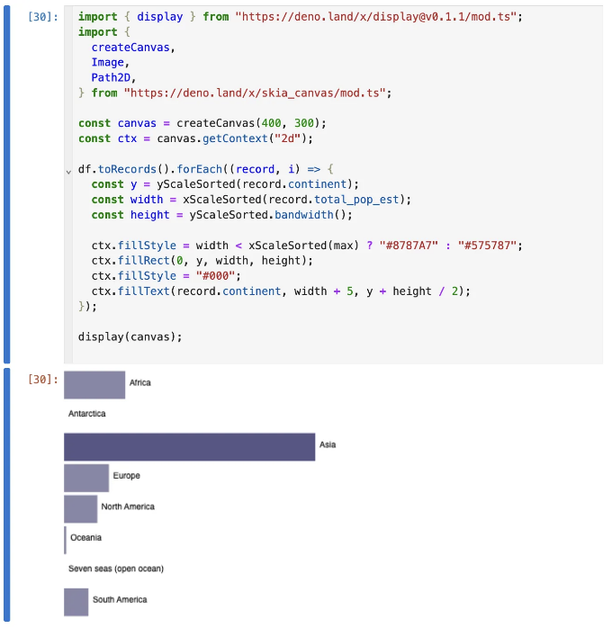 [30]: import { display } from "https://deno.land/x/display@v0.1.1/mod.ts";
import {
  createCanvas,
  Image,
  Path2D,
} from "https://deno.land/x/skia_canvas/mod.ts";
const canvas = createCanvas(400, 300);
const ctx = canvas.getContext("2d");
df.toRecords().forEach((record, i) => {
  const y = yScaleSorted(record.continent);
  const width = xScaleSorted(record.total_pop_est);
  const height = yScaleSorted.bandwidth();
  ctx.fillStyle = width < xScaleSorted(max) ? "#8787A7" : "#575787";
  ctx.fillRect(0, y, width, height);
  ctx.fillStyle = "#000";
  ctx.fillText(record.continent, width + 5, y + height / 2);
});
display(canvas);
[30]:
Africa
Antarctica
Asia
Europe
North America
Oceania
Seven seas (open ocean)
South America